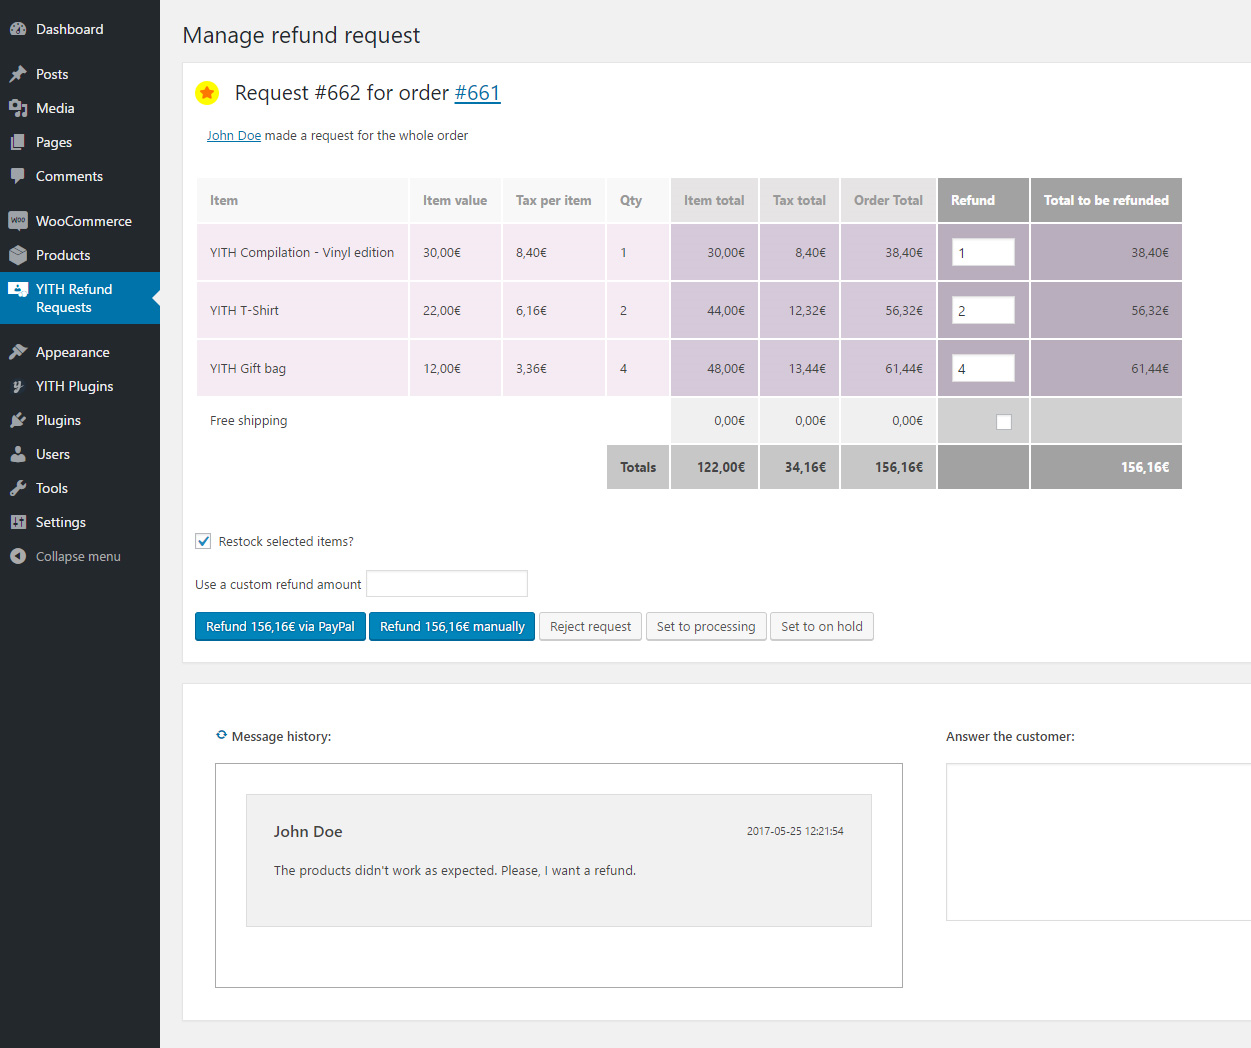 Dashboard
Posts
Media
Pages
Comments
WOO WooCommerce
Products
YITH Refund
Requests
Appearance
YITH Plugins
Plugins
Users
Tools
Settings
Collapse menu
Manage refund request
Request #662 for order #661
John Doe made a request for the whole order
Item Item value Tax per item Qty Item total Tax total Order Total Refund Total to be refunded
YITH Compilation - Vinyl edition 30,00€ 8,40€ 1 30,00€ 8,40€ 38,40€ 1 38,40€
YITH T-Shirt 22,00€ 6,16€ 2 44,00€ 12,32€ 56,32€ 2 56,32€
YITH Gift bag 12,00€ 3,36€ 4 48,00€ 13,44€ 61,44€ 4 61,44€
Free shipping 0,00€ 0,00€ 0,00€
Totals 122,00€ 34,16€ 156,16€ 156,16€
Restock selected items?
Use a custom refund amount
Refund 156,16€ via PayPal Refund 156,16€ manually Reject request Set to processing Set to on hold
Message history:
John Doe 2017-05-25 12:21:54
The products didn't work as expected. Please, I want a refund.
Answer the customer: